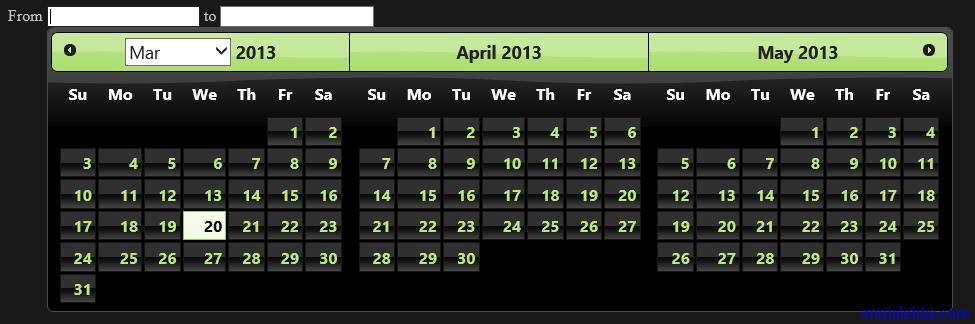 From to
Mar 2013 April 2013 May 2013
Su Mo Tu We Th Fr Sa Su Mo Tu We Th Fr Sa Su Mo Tu We Th Fr Sa
1 2 1 2 3 4 5 6 1 2 3 4
3 4 5 6 7 8 9 7 8 9 10 11 12 13 5 6 7 8 9 10 11
10 11 12 13 14 15 16 14 15 16 17 18 19 20 12 13 14 15 16 17 18
17 18 19 20 21 22 23 21 22 23 24 25 26 27 19 20 21 22 23 24 25
24 25 26 27 28 29 30 28 29 30 26 27 28 29 30 31
31
imobilebbs.com